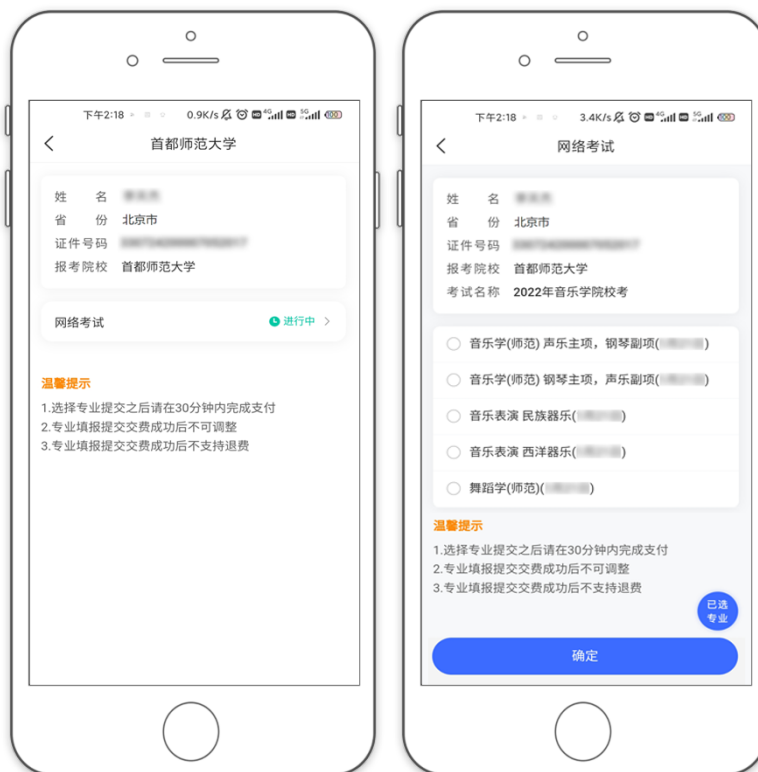 下午2:18
0.9K/s
HD
4G
HD
5G
首都师范大学
姓 名
省 份 北京市
证件号码
报考院校 首都师范大学
网络考试 进行中
温馨提示
1.选择专业提交之后请在30分钟内完成支付
2.专业填报提交交费成功后不可调整
3.专业填报提交交费成功后不支持退费
下午2:18
3.4K/s
HD
4G
HD
5G
网络考试
姓 名
省 份 北京市
证件号码
报考院校 首都师范大学
考试名称 2022年音乐学院校考
音乐学(师范) 声乐主项，钢琴副项( )
音乐学(师范) 钢琴主项，声乐副项( )
音乐表演 民族器乐( )
音乐表演 西洋器乐( )
舞蹈学(师范)( )
温馨提示
1.选择专业提交之后请在30分钟内完成支付
2.专业填报提交交费成功后不可调整
3.专业填报提交交费成功后不支持退费
已选
专业
确定